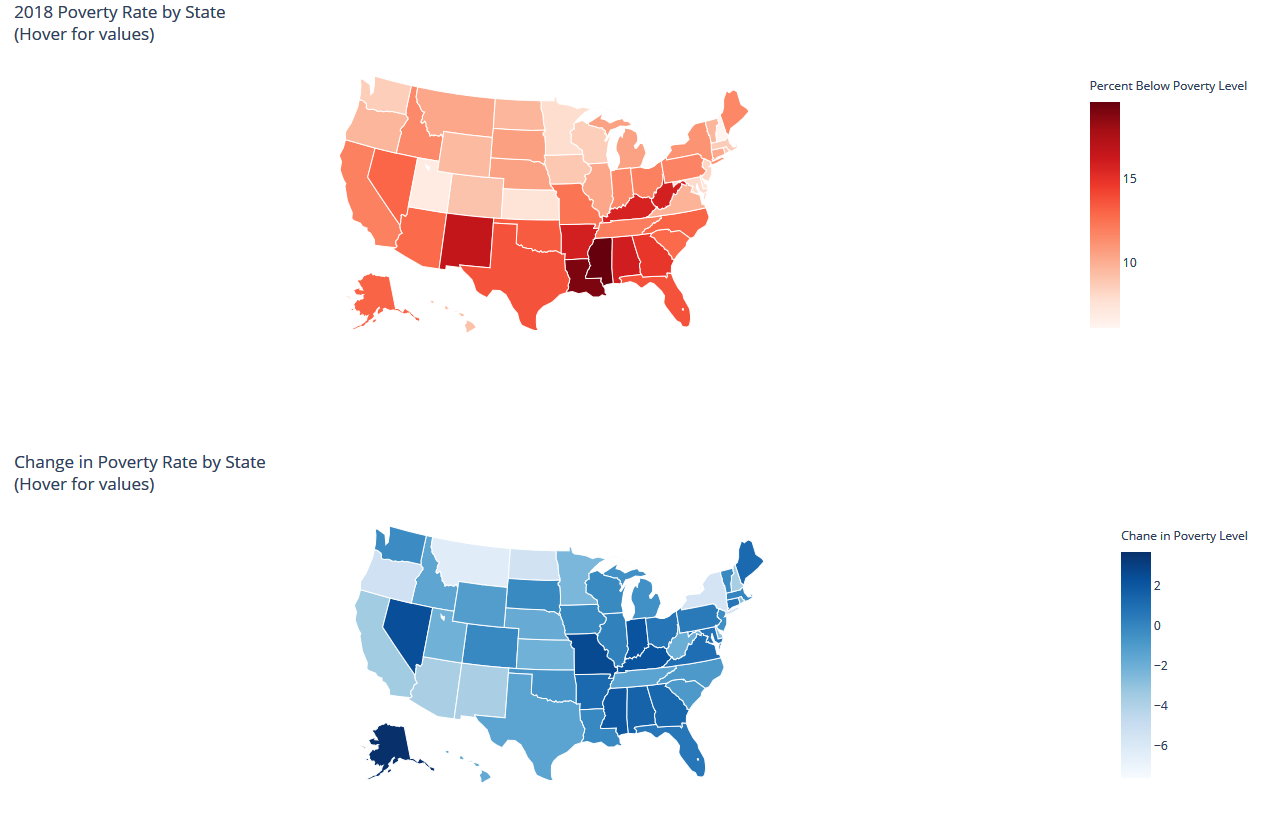 2018 Poverty Rate by State
(Hover for values)
Percent Below Poverty Level
15
10
Change in Poverty Rate by State
(Hover for values)
Chane in Poverty Level
2
0
−2
−4
−6